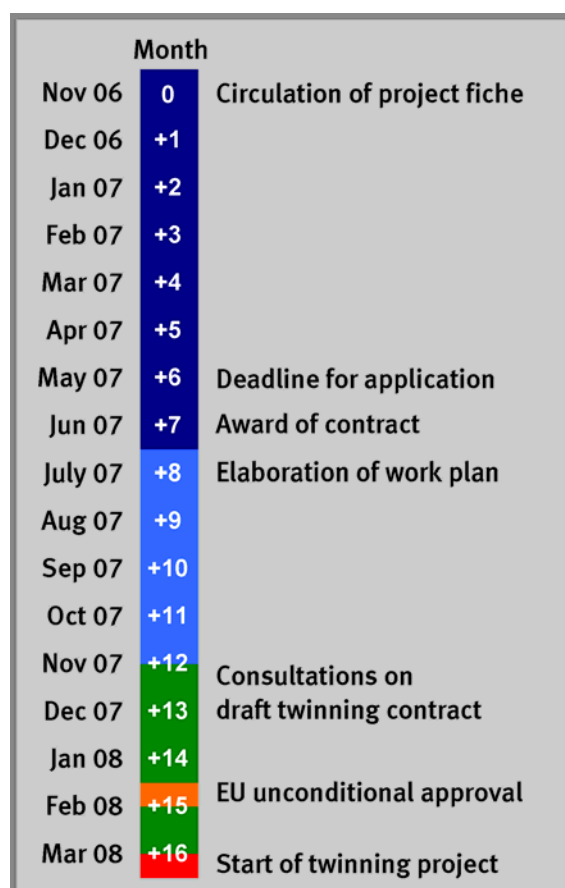 Month
Nov 06 0 Circulation of project fiche
Dec 06 +1
Jan 07 +2
Feb 07 +3
Mar 07 +4
Apr 07 +5
May 07 +6 Deadline for application
Jun 07 +7 Award of contract
July 07 +8 Elaboration of work plan
Aug 07 +9
Sep 07 +10
Oct 07 +11
Nov 07 +12 Consultations on
Dec 07 +13 draft twinning contract
Jan 08 +14
Feb 08 +15 EU unconditional approval
Mar 08 +16 Start of twinning project